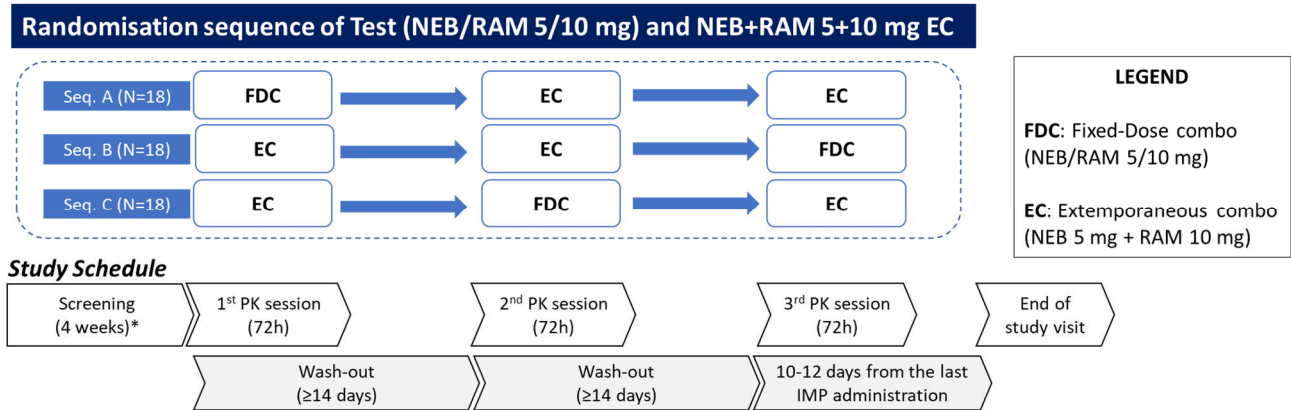 Randomisation sequence of Test (NEB/RAM 5/10 mg) and NEB+RAM 5+10 mg EC
Seq. A (N=18) FDC EC EC
Seq. B (N=18) EC EC FDC
Seq. C (N=18) EC FDC EC
LEGEND
FDC: Fixed-Dose combo
(NEB/RAM 5/10 mg)
EC: Extemporaneous combo
(NEB 5 mg + RAM 10 mg)
Study Schedule
Screening
(4 weeks)*
1st PK session
(72h)
2nd PK session
(72h)
3rd PK session
(72h)
End of
study visit
Wash-out
(≥14 days)
Wash-out
(≥14 days)
10-12 days from the last
IMP administration